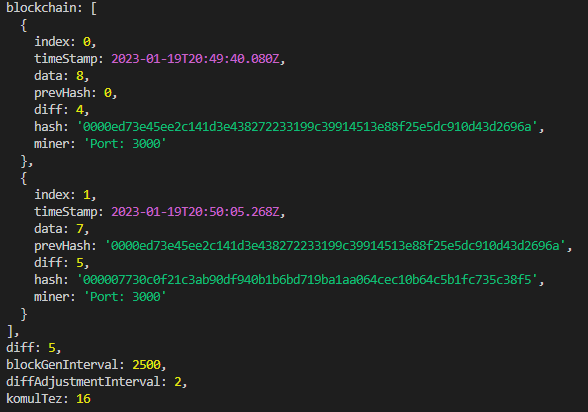 blockchain: [
{
index: 0,
timeStamp: 2023-01-19T20:49:40.080Z,
data: 8,
prevHash: 0,
diff: 4,
hash: '0000ed73e45ee2c141d3e438272233199c39914513e88f25e5dc910d43d2696a',
miner: 'Port: 3000'
},
{
index: 1,
timeStamp: 2023-01-19T20:50:05.268Z,
data: 7,
prevHash: '0000ed73e45ee2c141d3e438272233199c39914513e88f25e5dc910d43d2696a',
diff: 5,
hash: '000007730c0f21c3ab90df940b1b6bd719ba1aa064cec10b64c5b1fc735c38f5',
miner: 'Port: 3000'
}
],
diff: 5,
blockGenInterval: 2500,
diffAdjustmentInterval: 2,
komulTez: 16